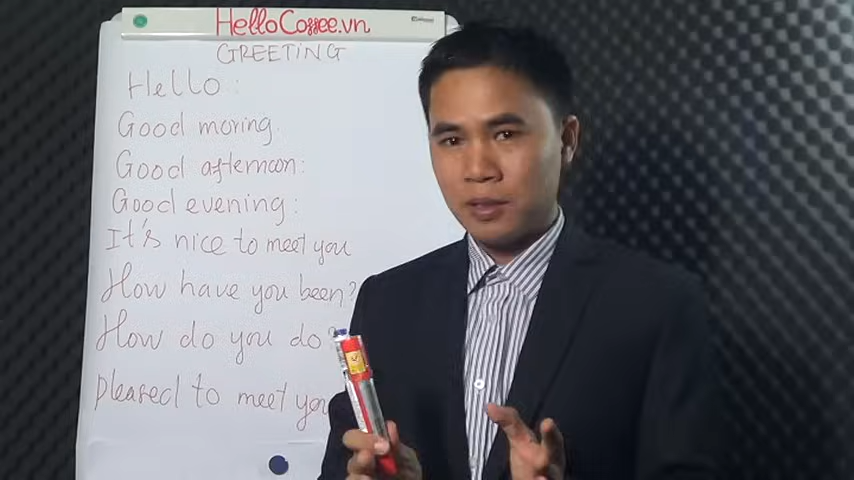 HelloCoffee.vn
GREETING
Hello :
Good moring.
Good afternoon:
Good evening:
It's nice to meet you
How have you been?
How do you do?
pleased to meet you